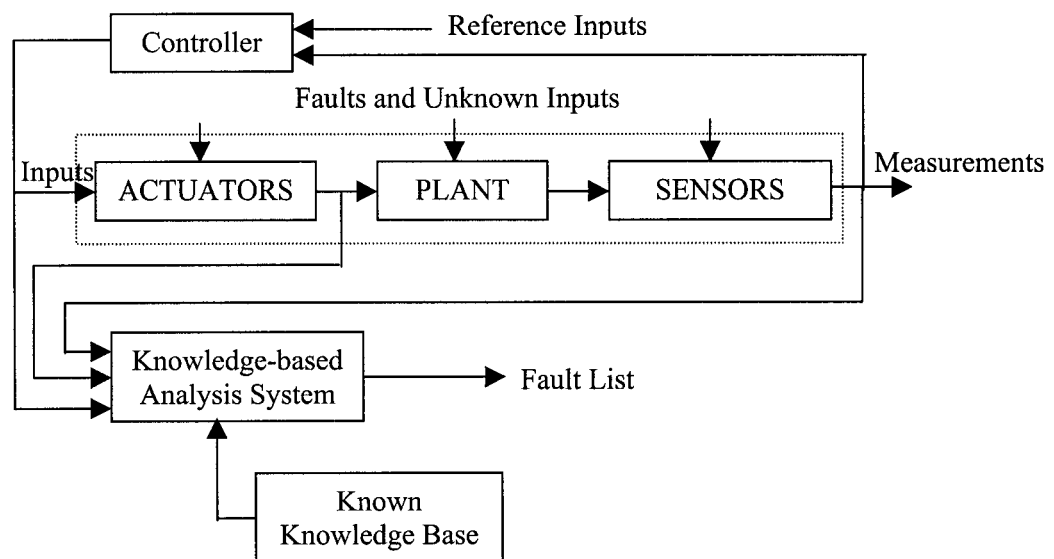 Controller
Reference Inputs
Faults and Unknown Inputs
Inputs
ACTUATORS
PLANT
SENSORS
Measurements
Knowledge-based
Analysis System
Fault List
Known
Knowledge Base